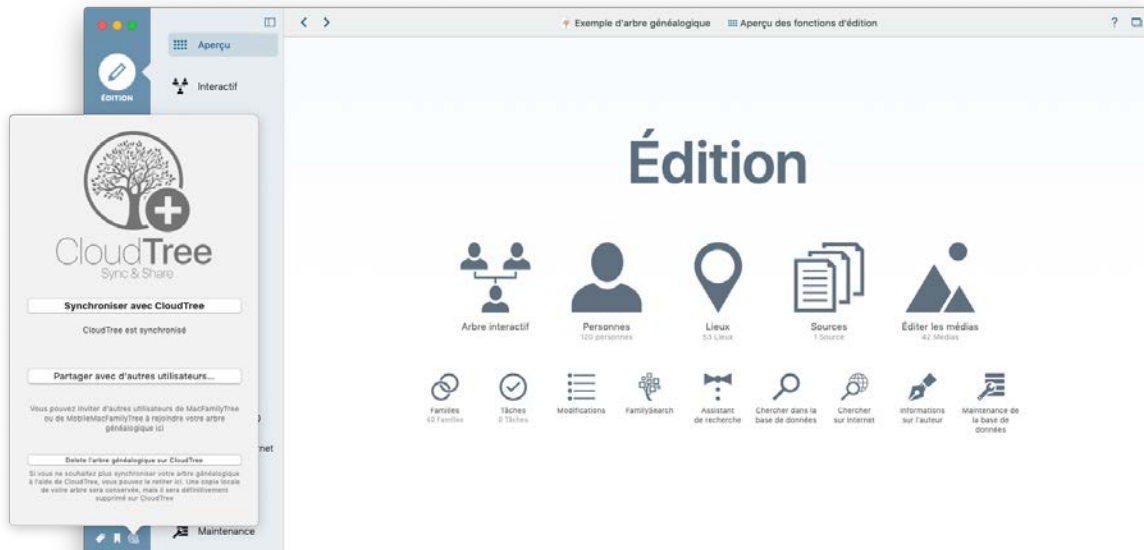 Exemple d'arbre généalogique
Aperçu des fonctions d'édition
?
Aperçu
Interactif
ÉDITION
CloudTree
Sync & Share
Synchroniser avec CloudTree
CloudTree est synchronisé
Partager avec d'autres utilisateurs...
Vous pouvez inviter d'autres utilisateurs de MacFamilyTree
ou de MobileMacFamilyTree à rejoindre votre arbre
généalogique ici
Delete l'arbre généalogique sur CloudTree
Si vous ne souhaitez plus synchroniser votre arbre généalogique
à l'aide de CloudTree, vous pouvez le retirer ici. Une copie locale
de votre arbre sera conservée, mais il sera définitivement
supprimé sur CloudTree
Maintenance
Édition
Arbre interactif
Personnes
120 personnes
Lieux
53 Lieux
Sources
1 Source
Éditer les médias
42 Médias
Familles
40 Familles
Tâches
0 Tâches
Modifications
FamilySearch
Assistant
de recherche
Chercher dans la
base de données
Chercher
sur Internet
Informations
sur l'auteur
Maintenance de
la base de
données